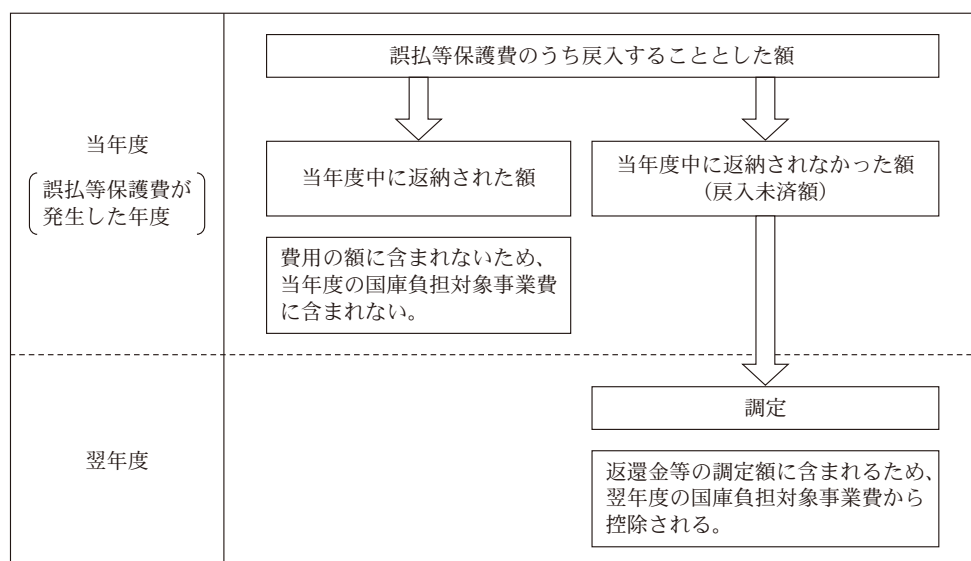 誤払等保護費のうち戻入することとした額
当年度
誤払等保護費が
発生した年度
当年度中に返納された額
当年度中に返納されなかった額
(戻入未済額)
費用の額に含まれないため、
当年度の国庫負担対象事業費
に含まれない。
翌年度
調定
返還金等の調定額に含まれるため、
翌年度の国庫負担対象事業費から
控除される。